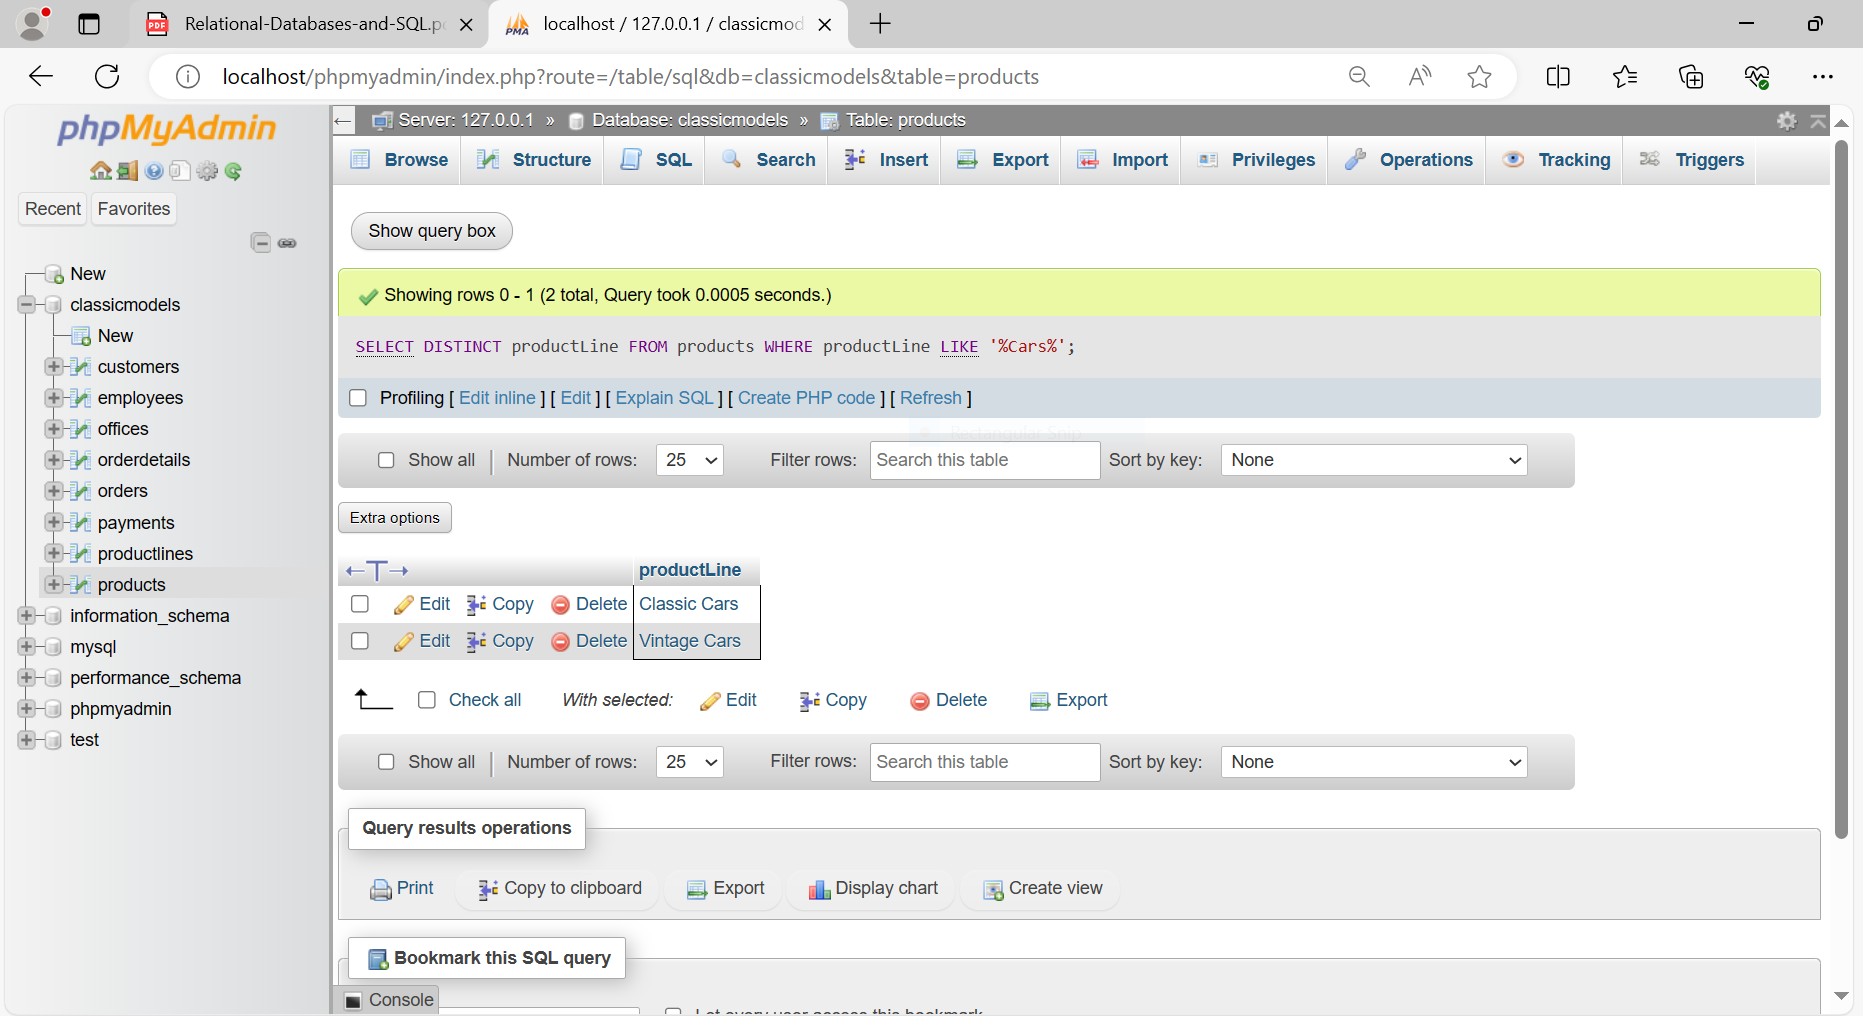 Relational-Databases-and-SQL.p
localhost / 127.0.0.1 / classicmod
localhost/phpmyadmin/index.php?route=/table/sql&db=classicmodels&table=products
phpMyAdmin
Recent Favorites
New
classicmodels
New
customers
employees
offices
orderdetails
orders
payments
productlines
products
information_schema
mysql
performance_schema
phpmyadmin
test
Server: 127.0.0.1 » Database: classicmodels » Table: products
Browse Structure SQL Search Insert Export Import Privileges Operations Tracking Triggers
Show query box
Showing rows 0 - 1 (2 total, Query took 0.0005 seconds.)
SELECT DISTINCT productLine FROM products WHERE productLine LIKE '%Cars%';
Profiling [ Edit inline ] [ Edit ] [ Explain SQL ] [ Create PHP code ] [ Refresh ]
Rectangular Snip
Show all Number of rows: 25 Filter rows: Search this table Sort by key: None
Extra options
productLine
Edit Copy Delete Classic Cars
Edit Copy Delete Vintage Cars
Check all With selected: Edit Copy Delete Export
Show all Number of rows: 25 Filter rows: Search this table Sort by key: None
Query results operations
Print Copy to clipboard Export Display chart Create view
Bookmark this SQL query
Console
Let every user access this bookmark